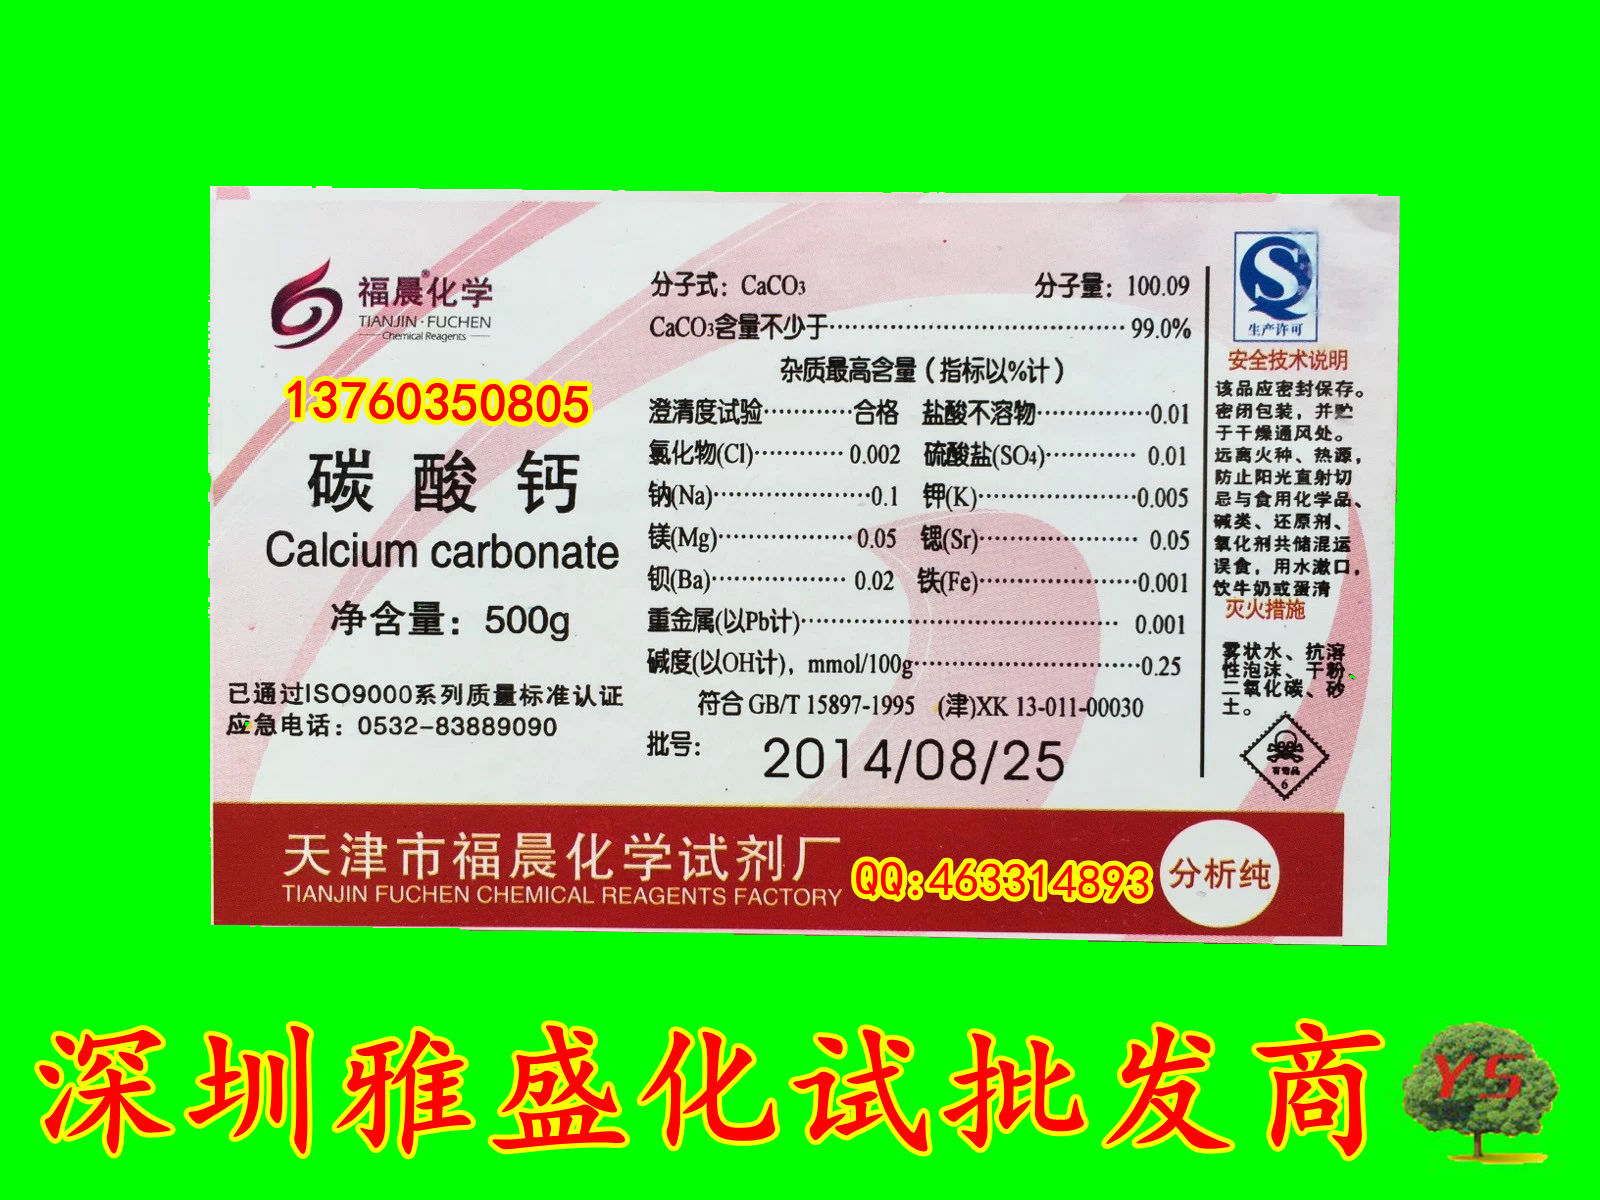 福晨®化学
TIANJIN·FUCHEN
Chemical Reagents
13760350805
碳酸钙
Calcium carbonate
净含量：500g
已通过ISO9000系列质量标准认证
应急电话：0532-83889090
分子式：CaCO₃ 分子量：100.09
CaCO₃含量不少于……………………………99.0%
杂质最高含量（指标以%计）
澄清度试验…………合格 盐酸不溶物……………0.01
氯化物(Cl)…………0.002 硫酸盐(SO₄)…………0.01
钠(Na)…………………0.1 钾(K)…………………0.005
镁(Mg)………………0.05 锶(Sr)…………………0.05
钡(Ba)………………0.02 铁(Fe)…………………0.001
重金属(以Pb计)……………………………………0.001
碱度(以OH计)，mmol/100g…………………………0.25
符合 GB/T 15897-1995 (津)XK 13-011-00030
批号：2014/08/25
QS
生产许可
安全技术说明
该品应密封保存。
密闭包装，并贮
于干燥通风处。
远离火种、热源，
防止阳光直射切
忌与食用化学品、
碱类、还原剂、
氧化剂共储混运
误食，用水漱口，
饮牛奶或蛋清
灭火措施
雾状水、抗溶
性泡沫、干粉、
二氧化碳、砂
土。
6
天津市福晨化学试剂厂
TIANJIN FUCHEN CHEMICAL REAGENTS FACTORY
QQ:463314893
分析纯
深圳雅盛化试批发商
YS